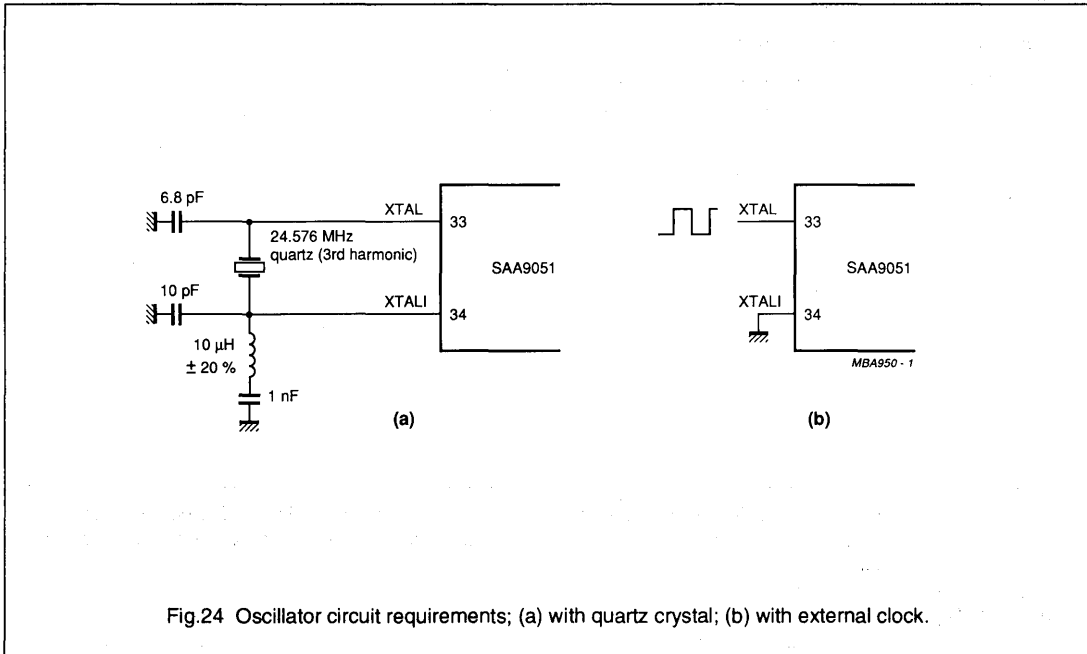 6.8 pF
XTAL
33
24.576 MHz
quartz (3rd harmonic)
SAA9051
10 pF
XTALI
34
10 μH
± 20 %
1 nF
(a)
XTAL
33
SAA9051
XTALI
34
MBA950 - 1
(b)
Fig.24 Oscillator circuit requirements; (a) with quartz crystal; (b) with external clock.